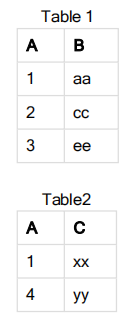 Table 1
A B
1 aa
2 cc
3 ee
Table2
A C
1 xx
4 yy